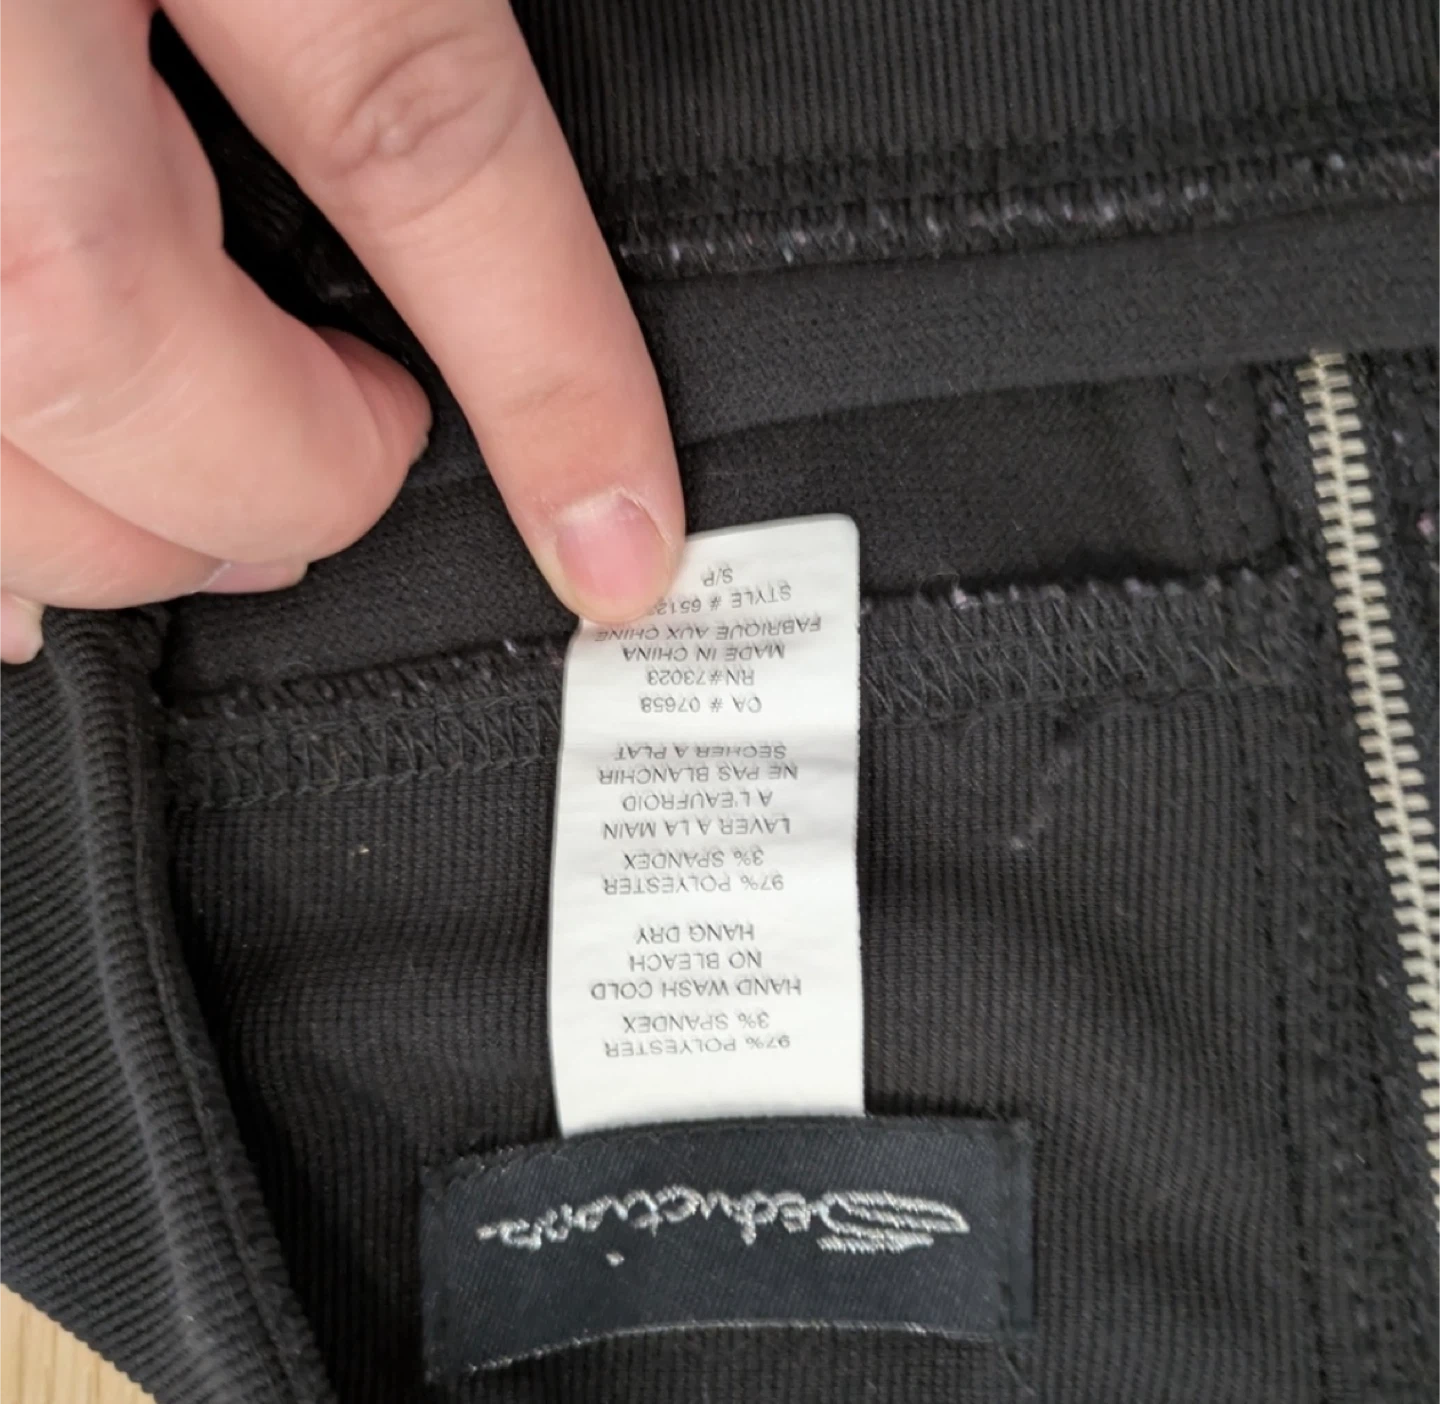 Seductions
97% POLYESTER
3% SPANDEX
HAND WASH COLD
NO BLEACH
HANG DRY
97% POLYESTER
3% SPANDEX
LAVER A LA MAIN
A L'EAUFROID
NE PAS BLANCHIR
SECHER A PLAT
CA # 07658
RN#73023
MADE IN CHINA
FABRIQUE AUX CHINE
STYLE #
S/P